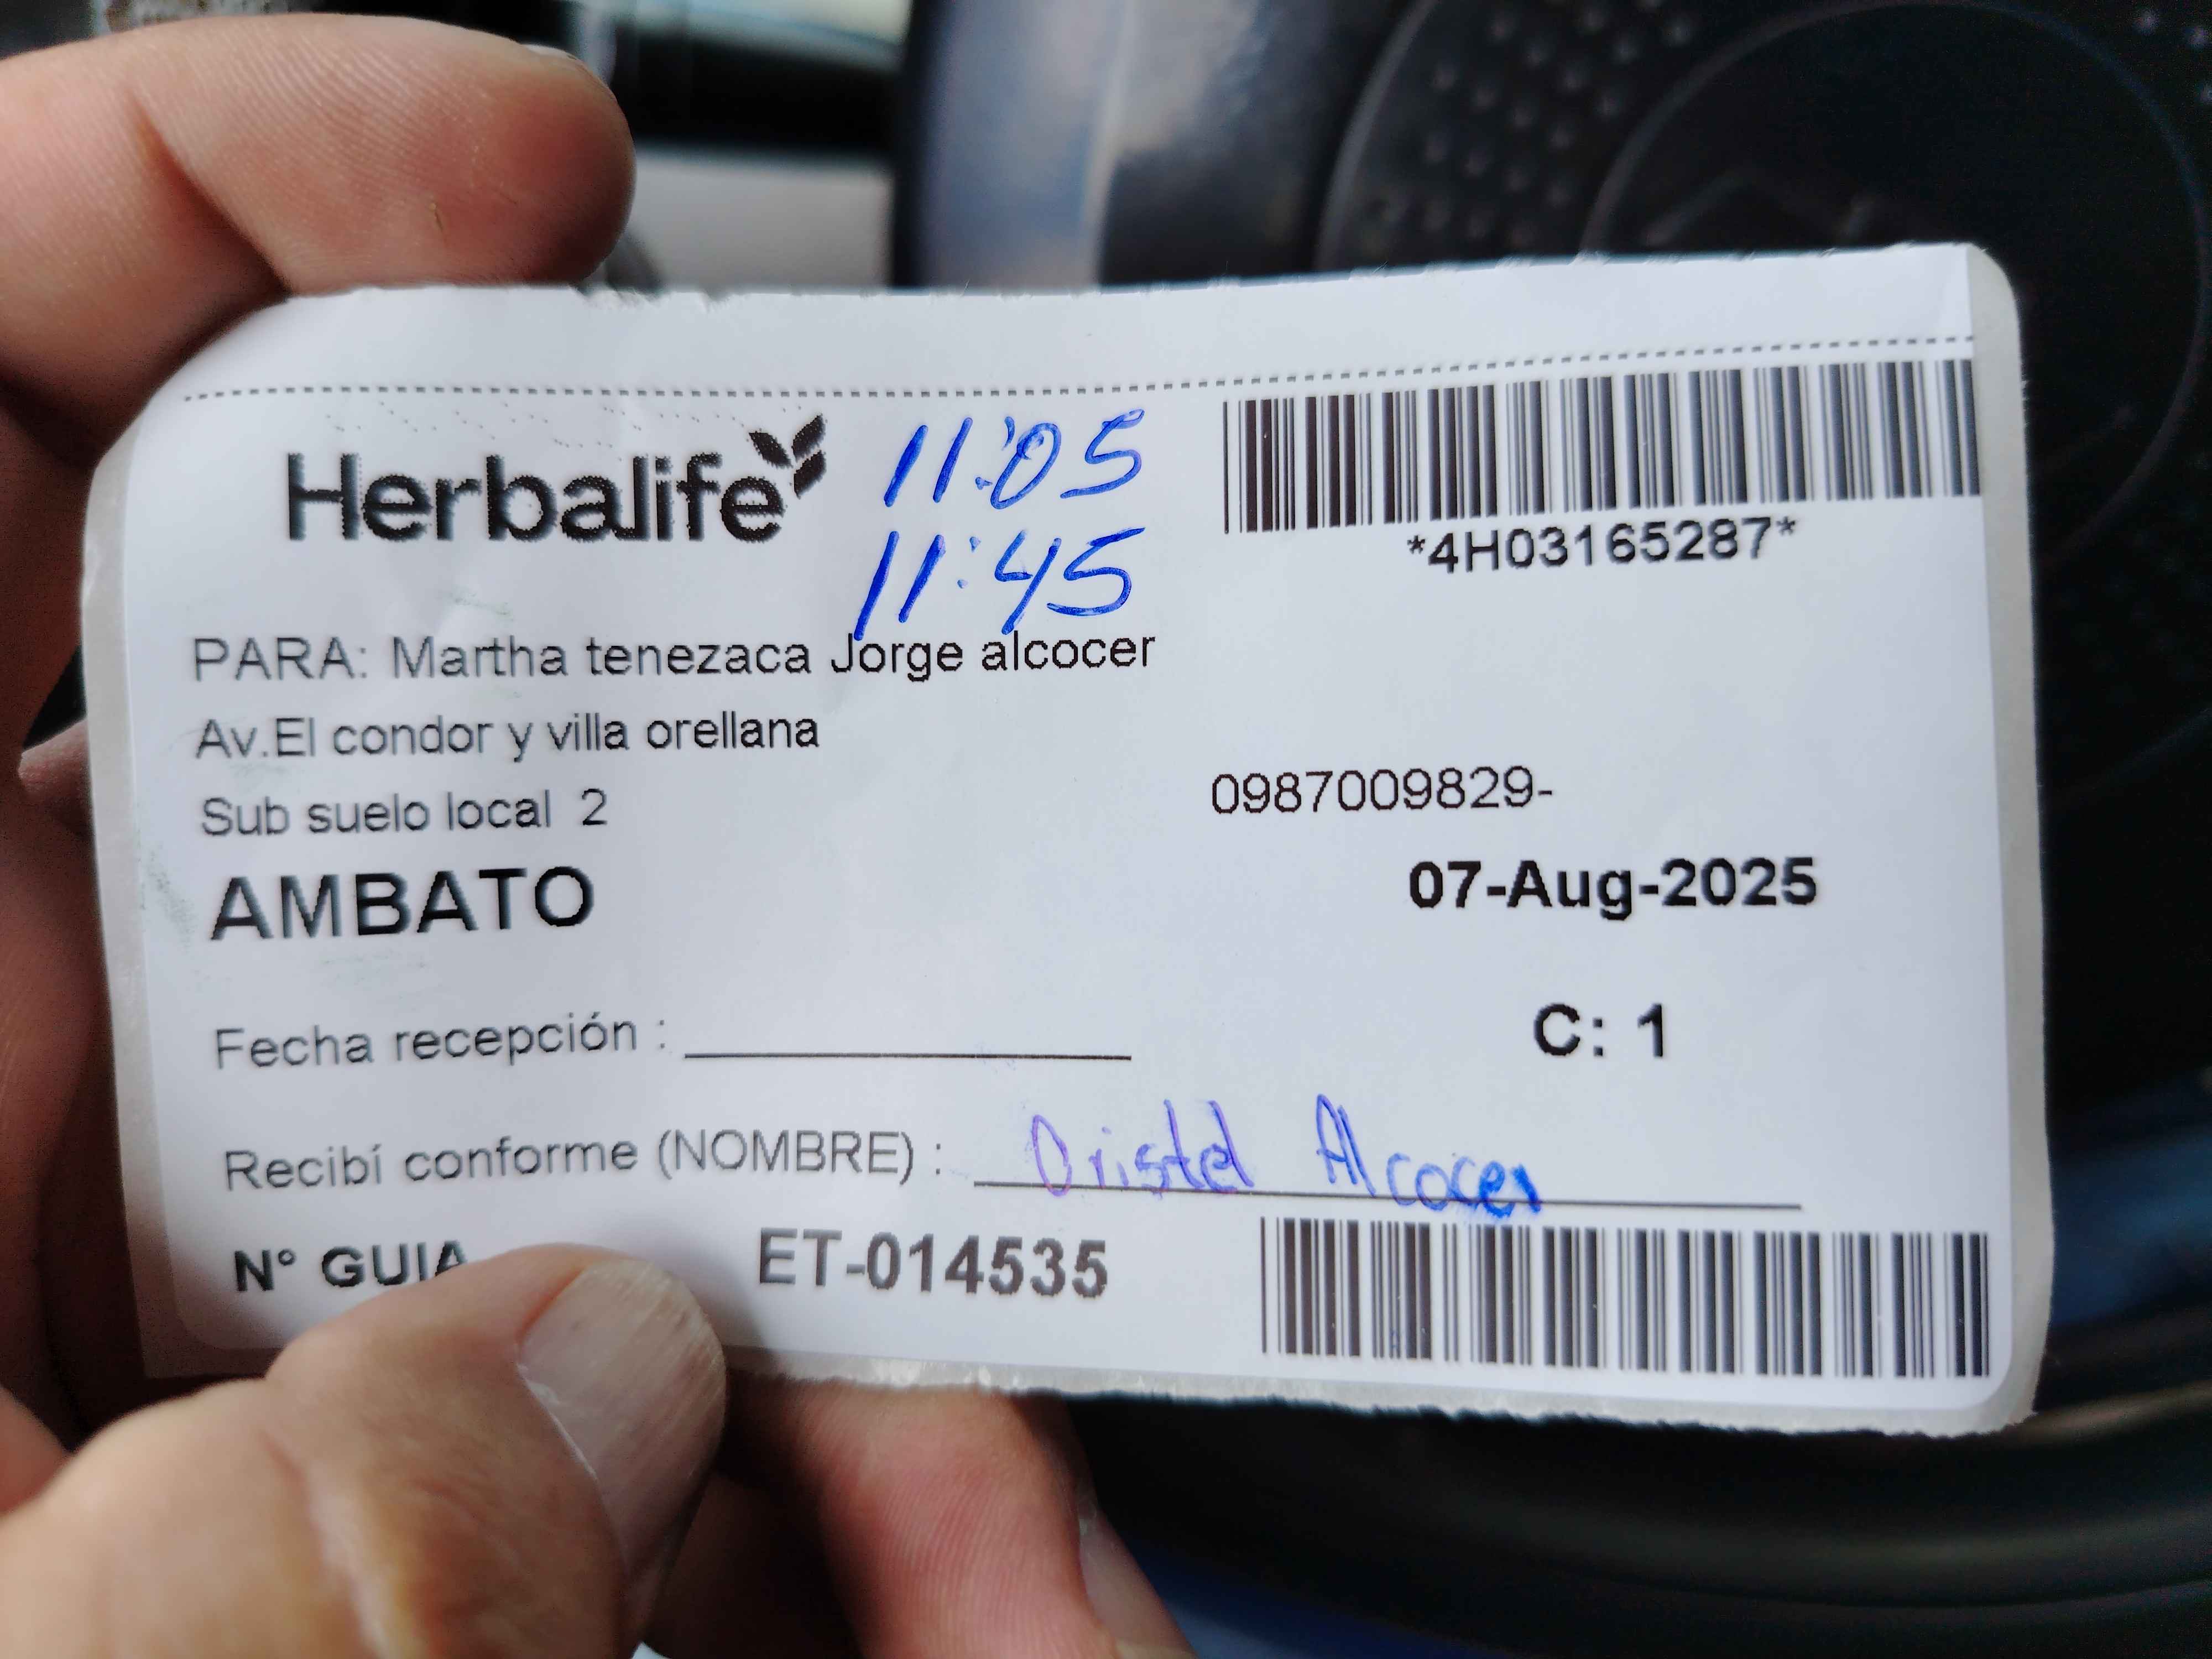 Herbalife
11:05
11:45
*4H03165287*
PARA: Martha tenezaca Jorge alcocer
Av.El condor y villa orellana
Sub suelo local 2
0987009829-
AMBATO
07-Aug-2025
Fecha recepción :
C: 1
Recibí conforme (NOMBRE) : Cristel Alcocer
N° GUIA ET-014535